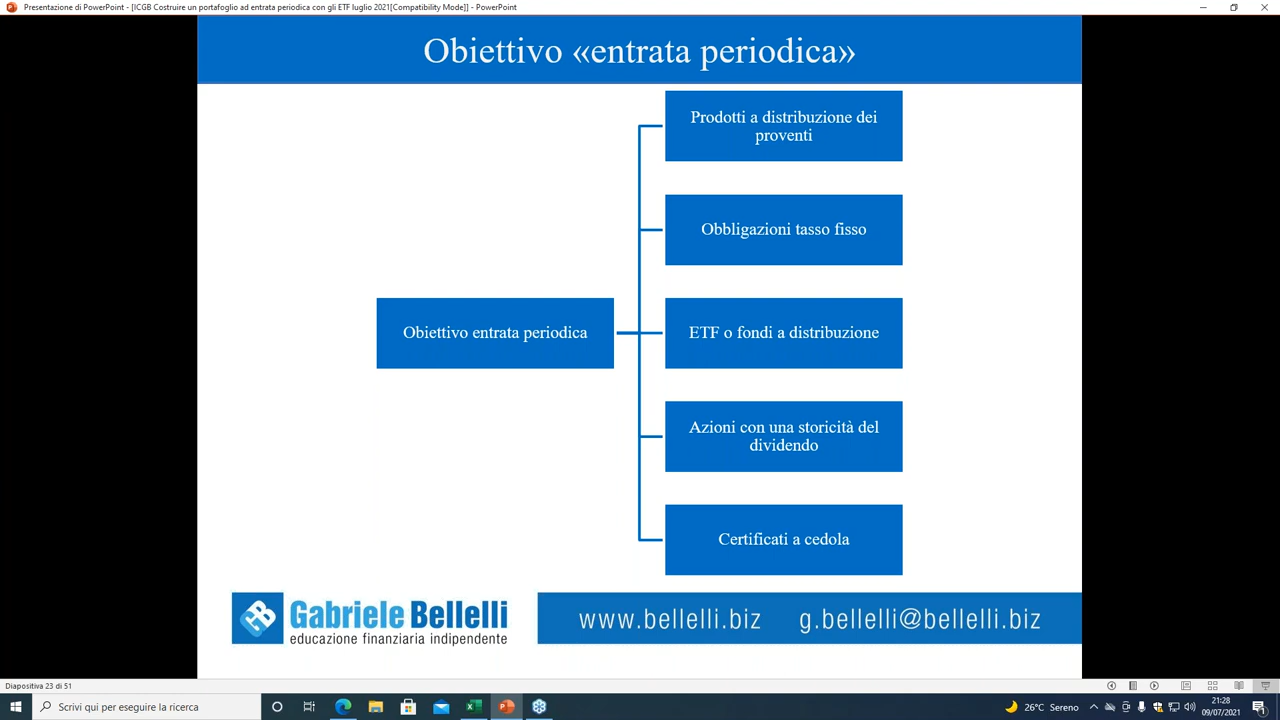 Presentazione di PowerPoint - [ICGB Costruire un portafoglio ad entrata periodica con gli ETF luglio 2021[Compatibility Mode]] - PowerPoint
Obiettivo «entrata periodica»
Prodotti a distribuzione dei
proventi
Obbligazioni tasso fisso
Obiettivo entrata periodica
ETF o fondi a distribuzione
Azioni con una storicità del
dividendo
Certificati a cedola
Gabriele Bellelli
educazione finanziaria indipendente
www.bellelli.biz g.bellelli@bellelli.biz
Diapositiva 23 di 51
Scrivi qui per eseguire la ricerca
26°C Sereno
21:28
09/07/2021